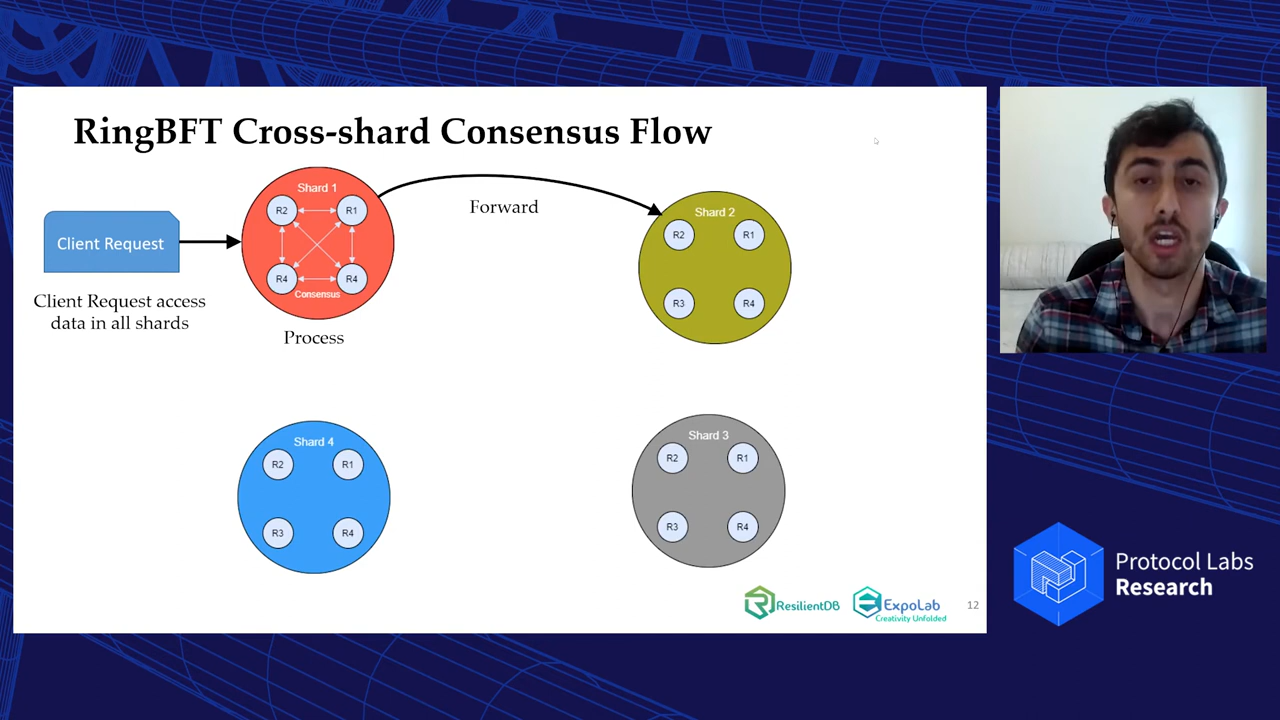 RingBFT Cross-shard Consensus Flow
Client Request
Client Request access
data in all shards
Shard 1
R2
R1
R4
R4
Consensus
Process
Forward
Shard 2
R2
R1
R3
R4
Shard 4
R2
R1
R3
R4
Shard 3
R2
R1
R3
R4
ResilientDB
ExpoLab
Creativity Unfolded
12
Protocol Labs
Research